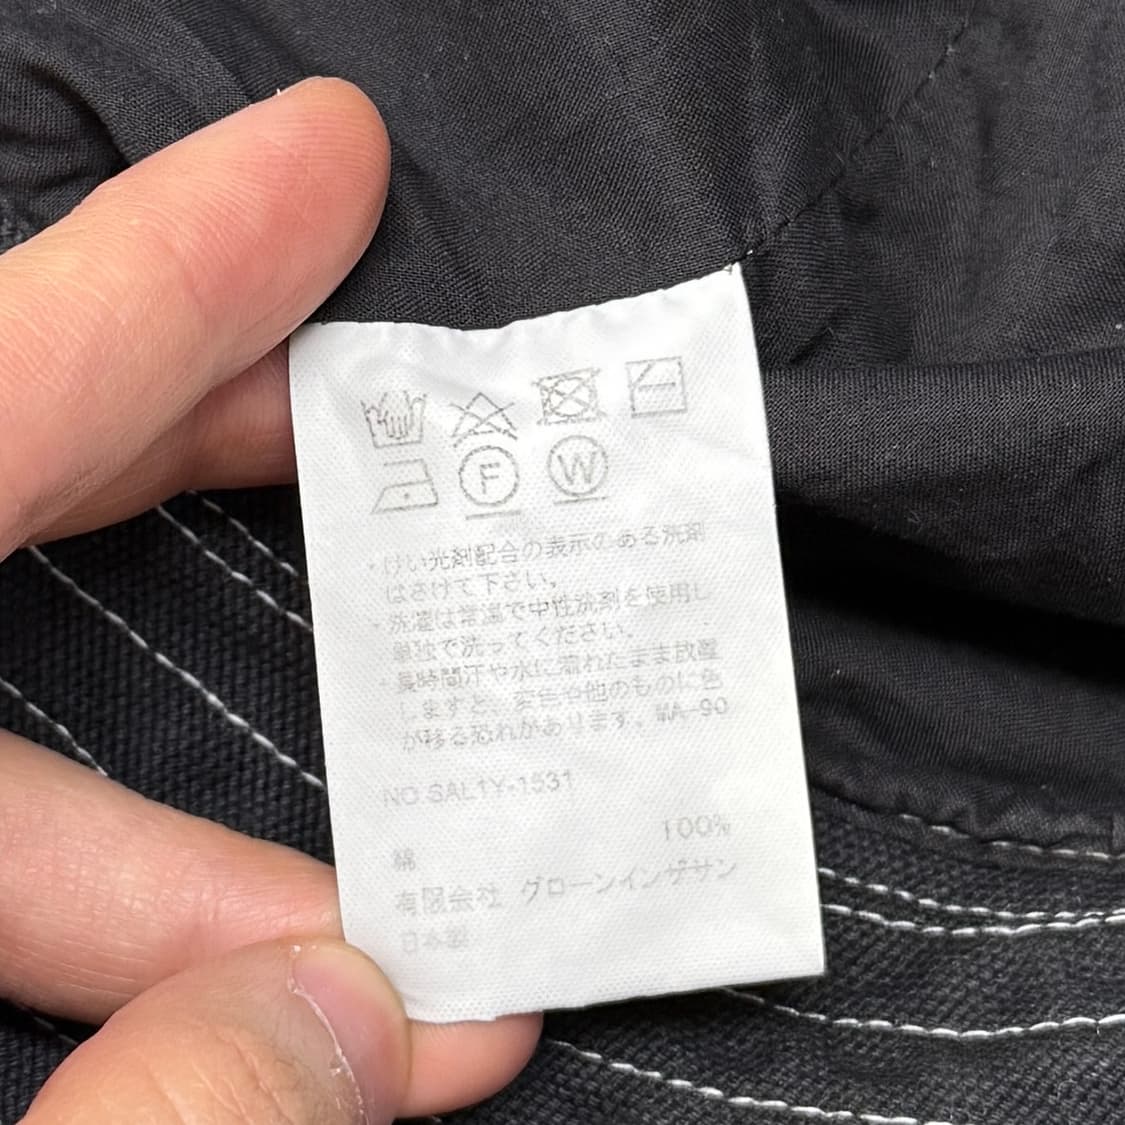 F W
・けい光剤配合の表示のある洗剤
はさけて下さい。
・洗濯は常温で中性洗剤を使用し
単独で洗ってください。
・長時間汗や水に濡れたまま放置
しますと、変色や他のものに色
が移る恐れがあります。MA-90
NO.SAL1Y-1531
綿 100%
有限会社 グローンインザサン
日本製